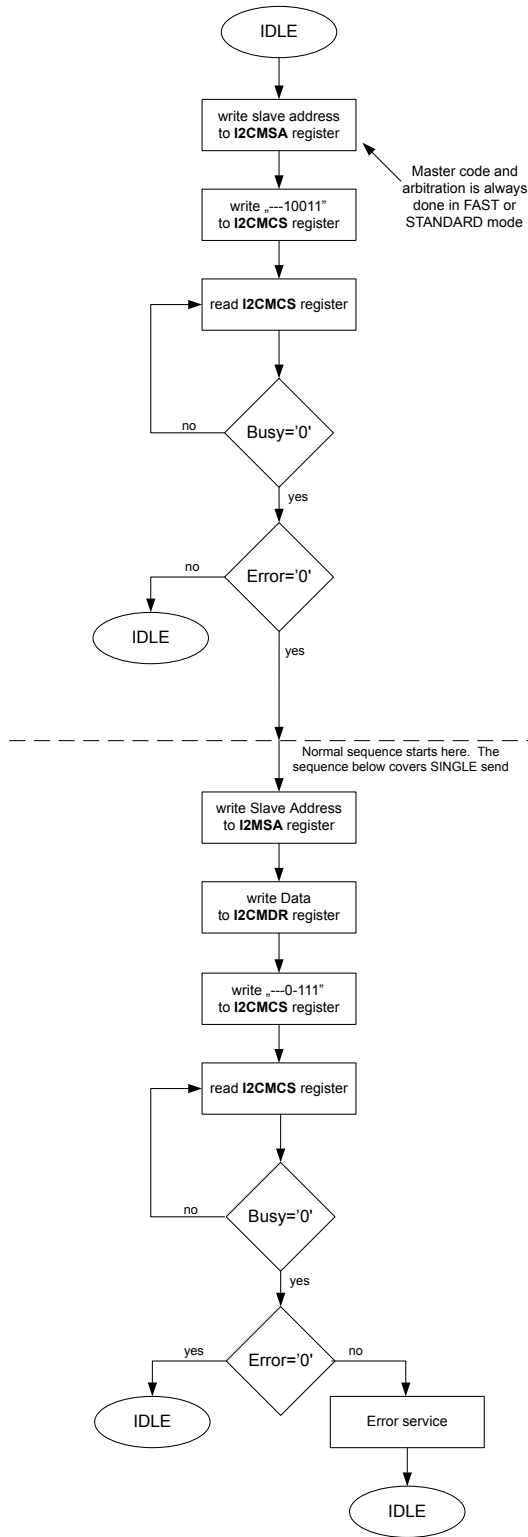 IDLE
write slave address
to I2CMSA register
Master code and
arbitration is always
done in FAST or
STANDARD mode
write „---10011”
to I2CMCS register
read I2CMCS register
Busy='0'
no
yes
Error='0'
no
IDLE
yes
Normal sequence starts here. The
sequence below covers SINGLE send
write Slave Address
to I2MSA register
write Data
to I2CMDR register
write „---0-111”
to I2CMCS register
read I2CMCS register
Busy='0'
no
yes
Error='0'
yes
no
IDLE
Error service
IDLE